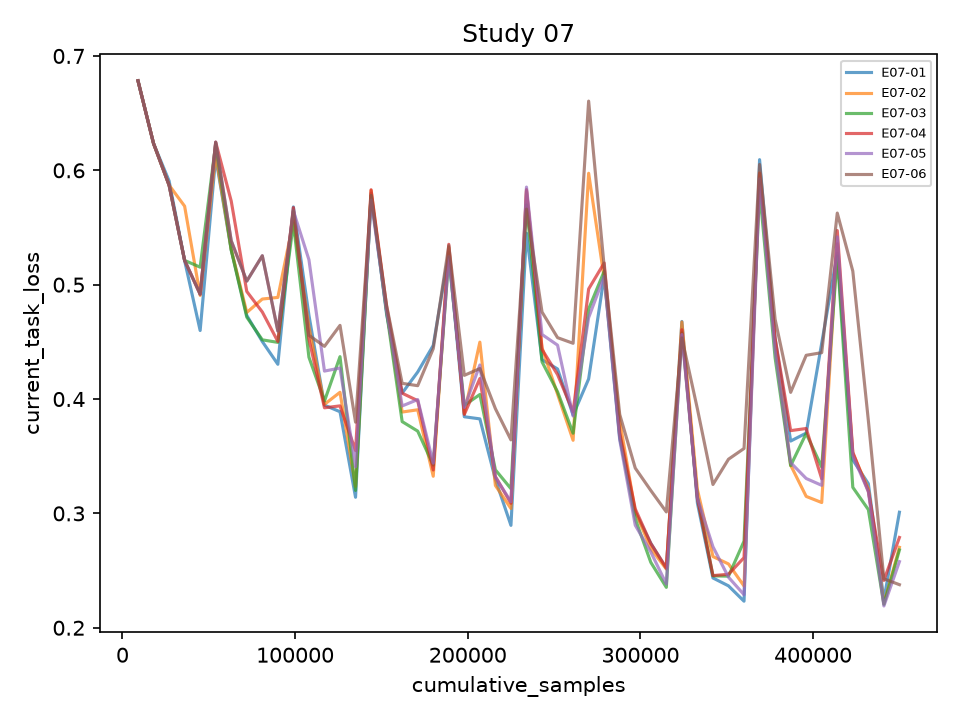 Study 07
current_task_loss
0.7
0.6
0.5
0.4
0.3
0.2
E07-01
E07-02
E07-03
E07-04
E07-05
E07-06
0
100000
200000
300000
400000
cumulative_samples